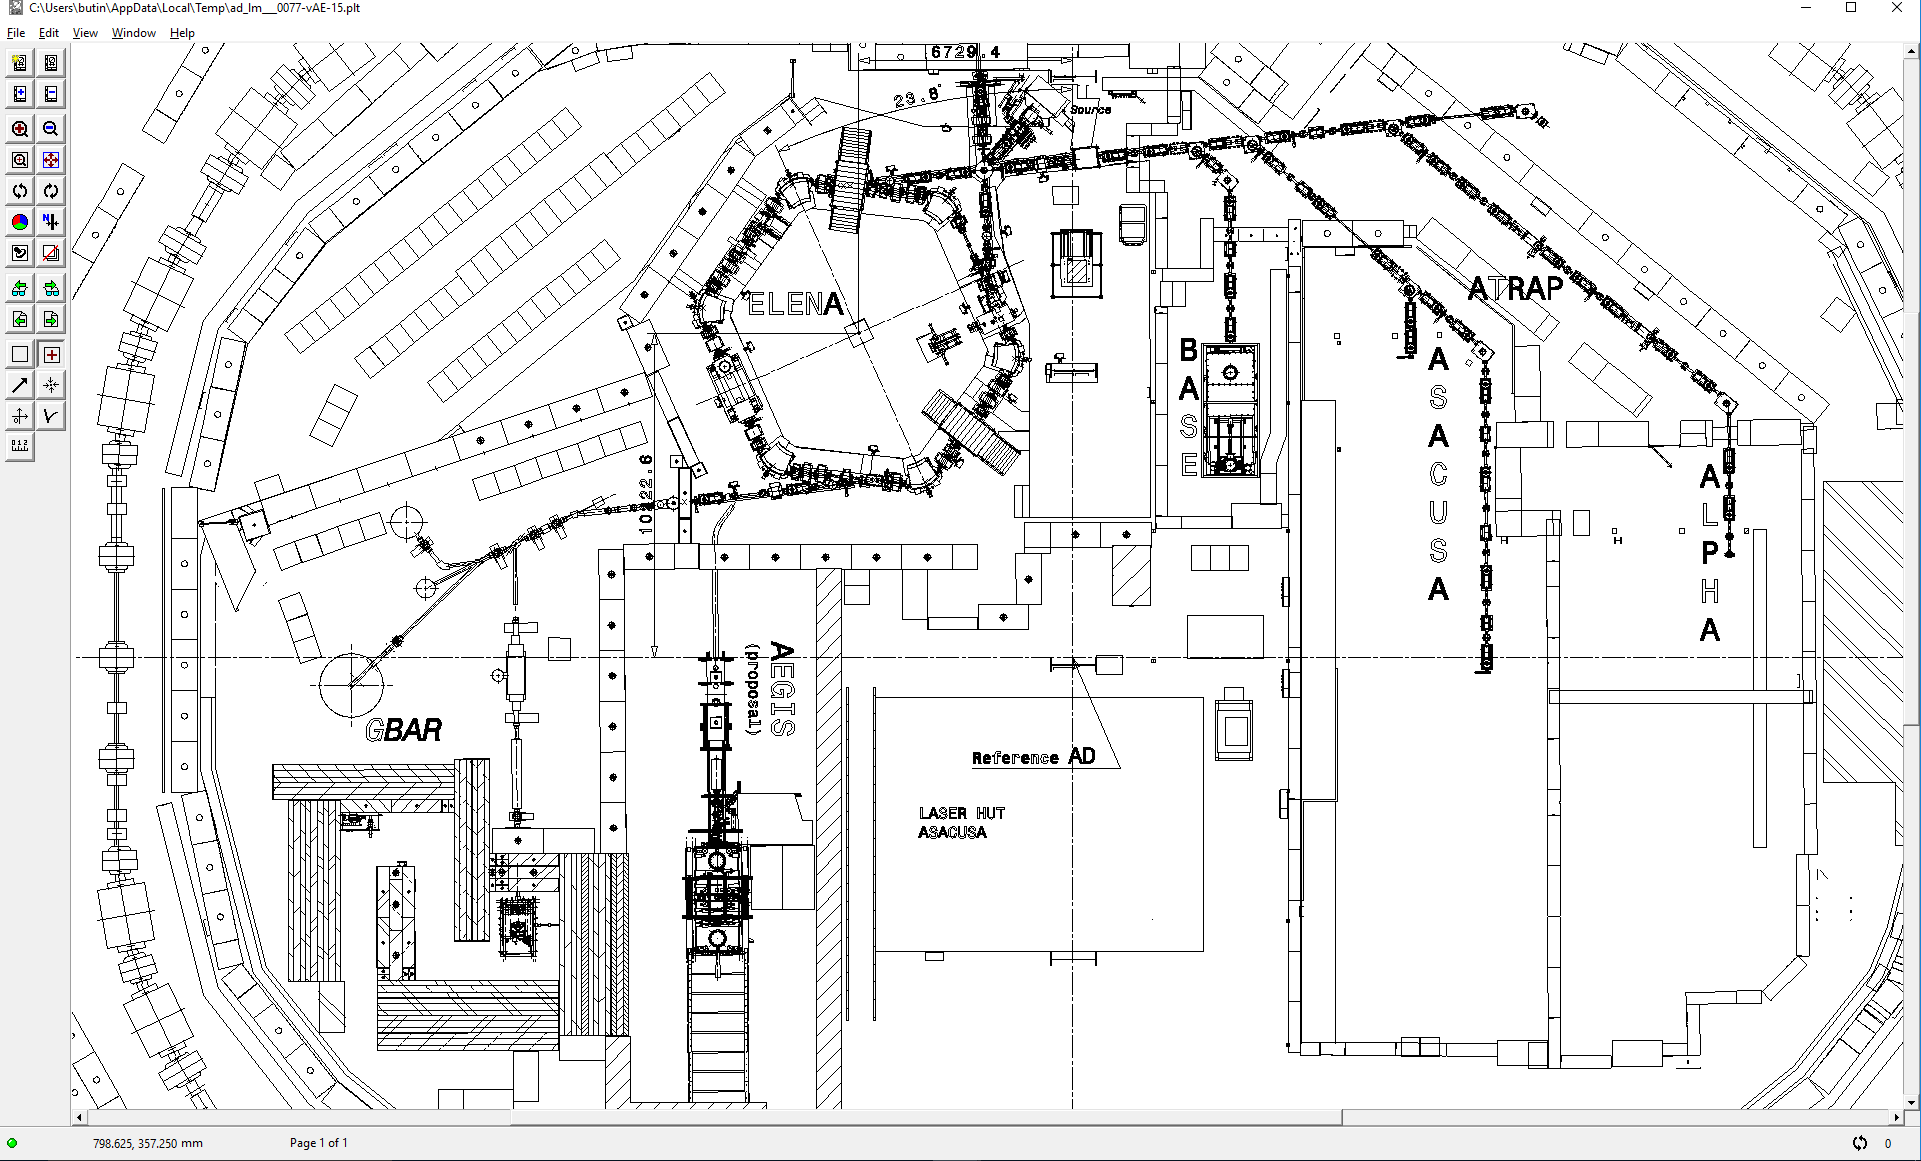 C:\Users\butin\AppData\Local\Temp\ad_lm___0077-vAE-15.plt
File Edit View Window Help
6729.4
23.8°
Source
ELENA
ATRAP
BASE
ASACUSA
ALPHA
10222.6
H
H
AEGIS
(proposal)
GBAR
Reference AD
LASER HUT
ASACUSA
798.625, 357.250 mm
Page 1 of 1
0